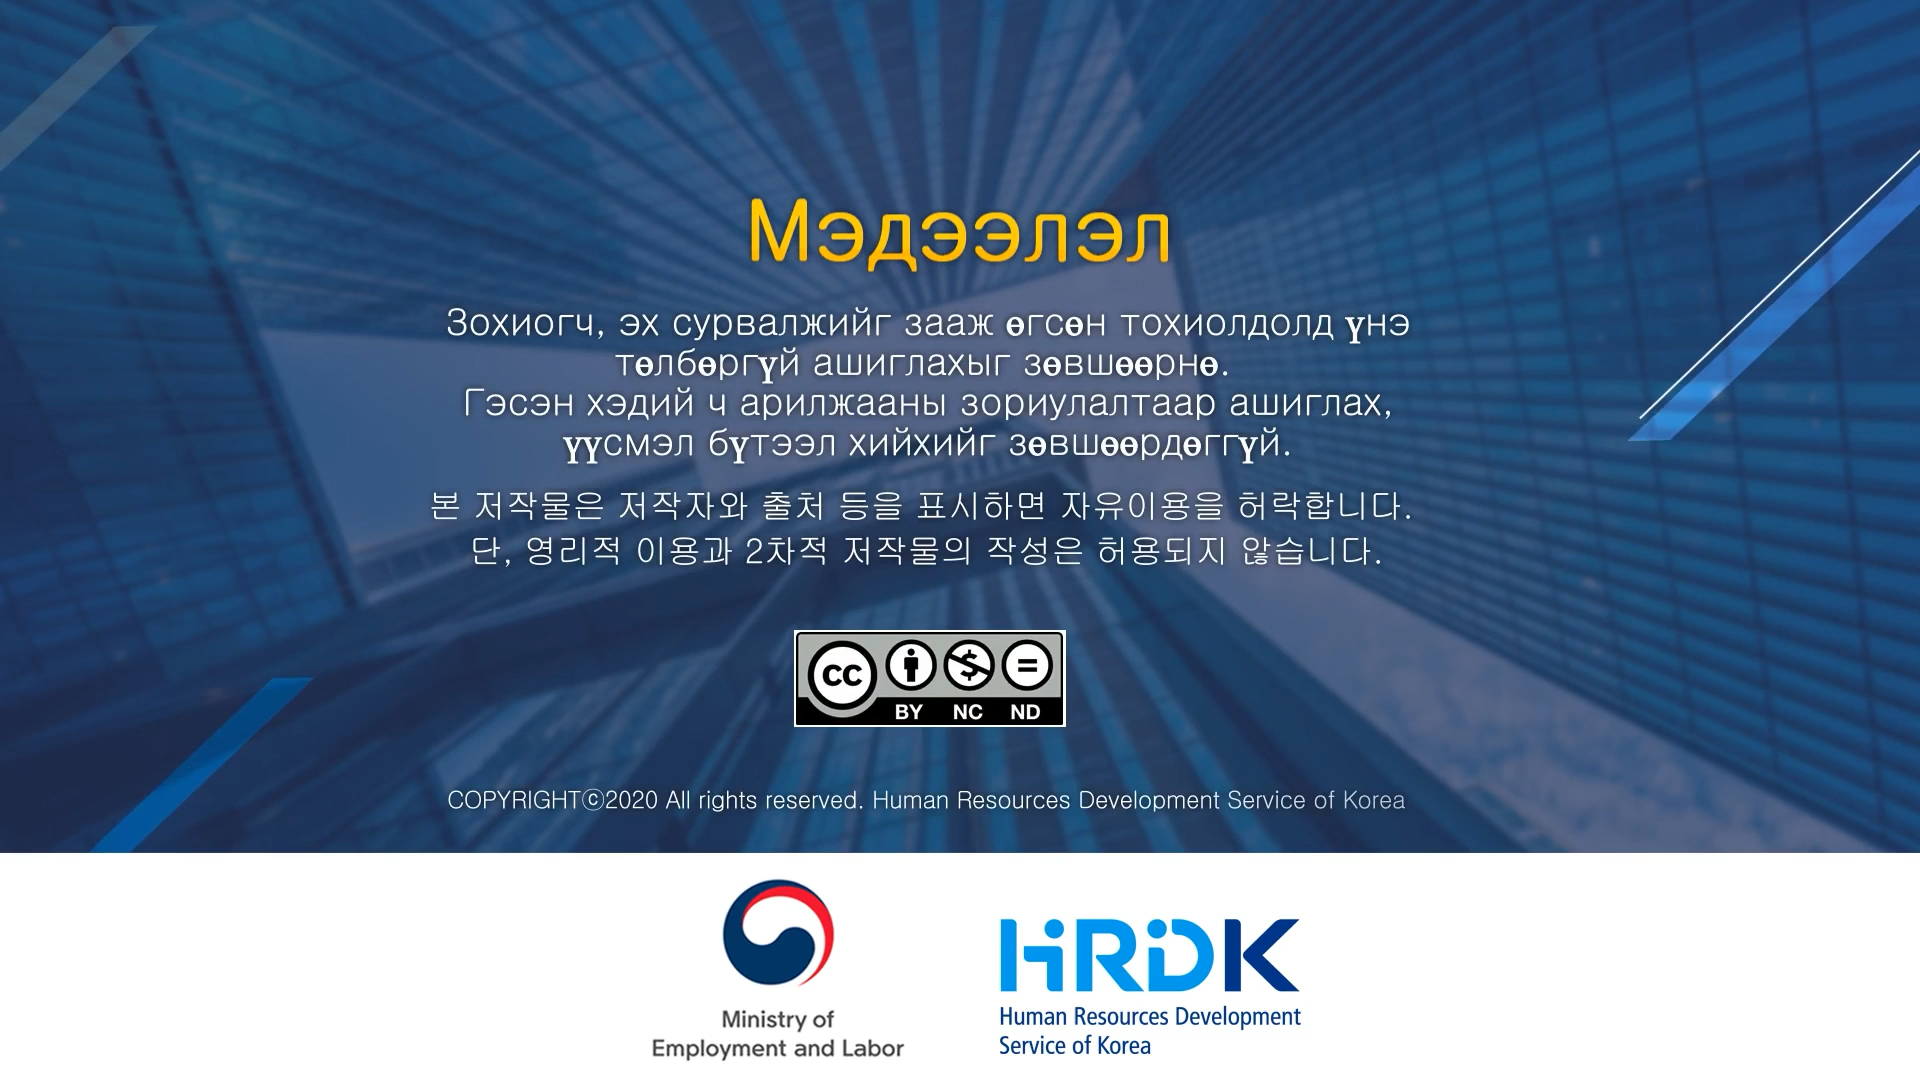 Мэдээлэл
Зохиогч, эх сурвалжийг зааж өгсөн тохиолдолд үнэ
төлбөргүй ашиглахыг зөвшөөрнө.
Гэсэн хэдий ч арилжааны зориулалтаар ашиглах,
үүсмэл бүтээл хийхийг зөвшөөрдөггүй.
본 저작물은 저작자와 출처 등을 표시하면 자유이용을 허락합니다.
단, 영리적 이용과 2차적 저작물의 작성은 허용되지 않습니다.
cc
BY NC ND
COPYRIGHTⓒ2020 All rights reserved. Human Resources Development Service of Korea
Ministry of
Employment and Labor
HRDK
Human Resources Development
Service of Korea